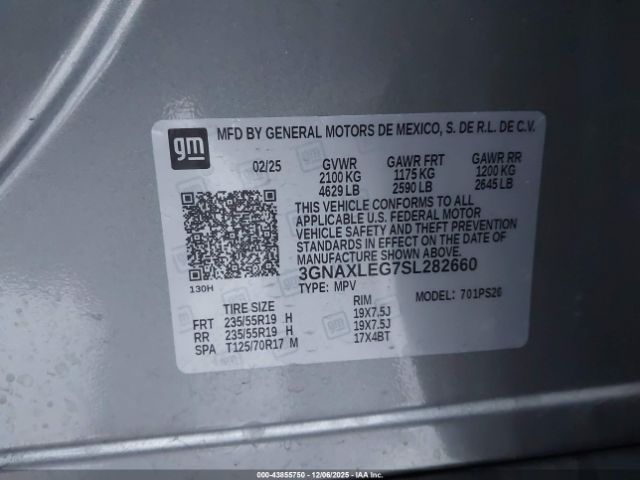 gm
MFD BY GENERAL MOTORS DE MEXICO, S. DE R.L. DE C.V.
02/25 GVWR GAWR FRT GAWR RR
2100 KG 1175 KG 1200 KG
4629 LB 2590 LB 2645 LB
THIS VEHICLE CONFORMS TO ALL
APPLICABLE U.S. FEDERAL MOTOR
VEHICLE SAFETY AND THEFT PREVENTION
STANDARDS IN EFFECT ON THE DATE OF
MANUFACTURE SHOWN ABOVE.
3GNAXLEG7SL282660
130H TYPE: MPV MODEL: 701PS26
TIRE SIZE RIM
FRT 235/55R19 H 19X7.5J
RR 235/55R19 H 19X7.5J
SPA T125/70R17 M 17X4BT
000-43855750 - 12/06/2025 - IAAI.COM